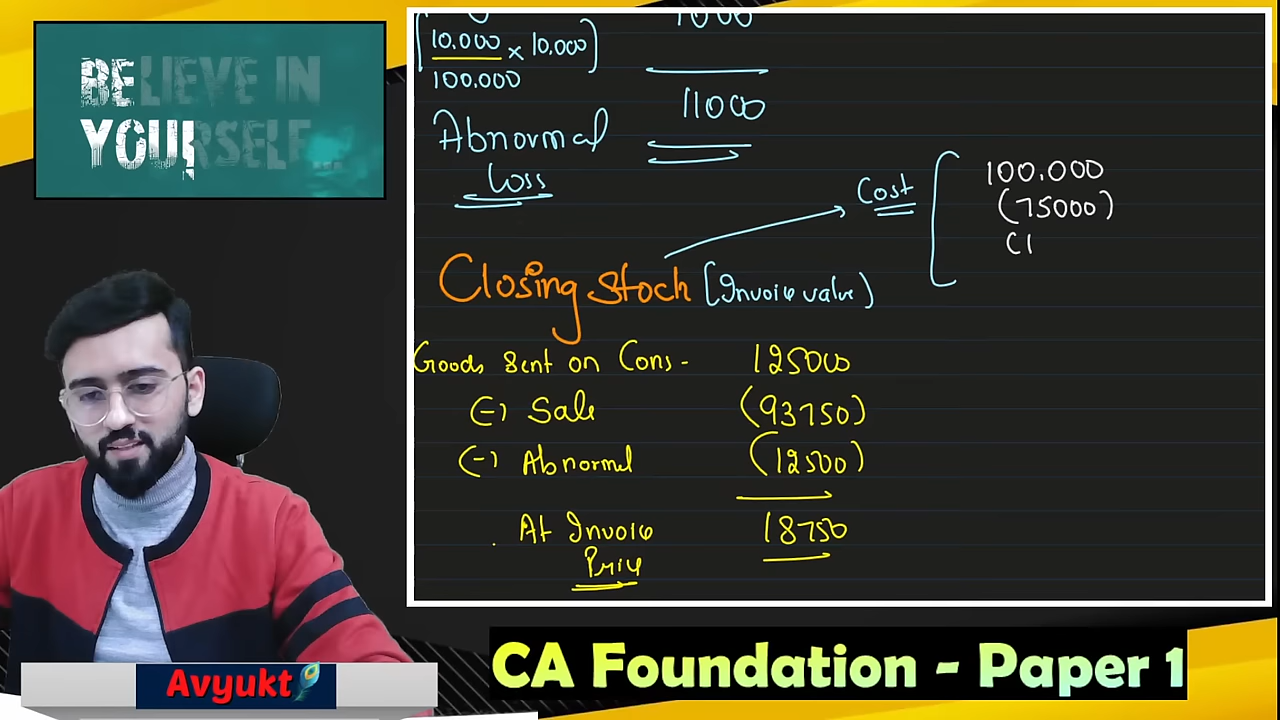 BELIEVE IN
YOURSELF...
10,000 × 10,000
100.000
1000
11000
Abnormal
Loss
Cost
100.000
(75000)
Closing Stock [Invoice value)
Goods Sent on Cons- 125000
(-) Sale (93750)
(-) Abnormal (12500)
At Invoice 18750
Price
Avyukt
CA Foundation - Paper 1